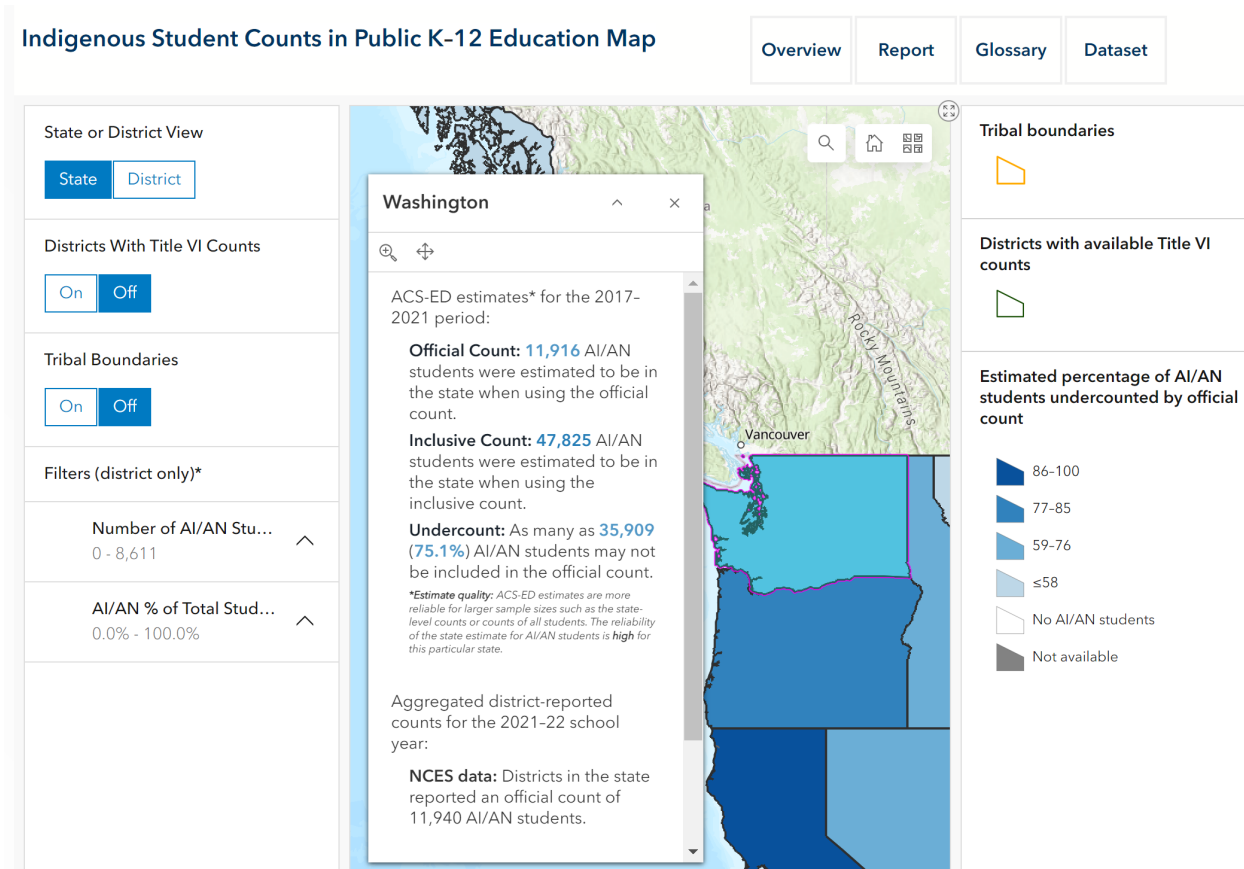 Indigenous Student Counts in Public K–12 Education Map
Overview
Report
Glossary
Dataset
State or District View
State
District
Districts With Title VI Counts
On
Off
Tribal Boundaries
On
Off
Filters (district only)*
Number of AI/AN Stu...
0 - 8,611
AI/AN % of Total Stud...
0.0% - 100.0%
Washington
ACS-ED estimates* for the 2017–
2021 period:
Official Count: 11,916 AI/AN
students were estimated to be in
the state when using the official
count.
Inclusive Count: 47,825 AI/AN
students were estimated to be in
the state when using the
inclusive count.
Undercount: As many as 35,909
(75.1%) AI/AN students may not
be included in the official count.
*Estimate quality: ACS-ED estimates are more
reliable for larger sample sizes such as the state-
level counts or counts of all students. The reliability
of the state estimate for AI/AN students is high for
this particular state.
Aggregated district-reported
counts for the 2021–22 school
year:
NCES data: Districts in the state
reported an official count of
11,940 AI/AN students.
a
Rocky Mountains
Vancouver
Tribal boundaries
Districts with available Title VI
counts
Estimated percentage of AI/AN
students undercounted by official
count
86–100
77–85
59–76
≤58
No AI/AN students
Not available